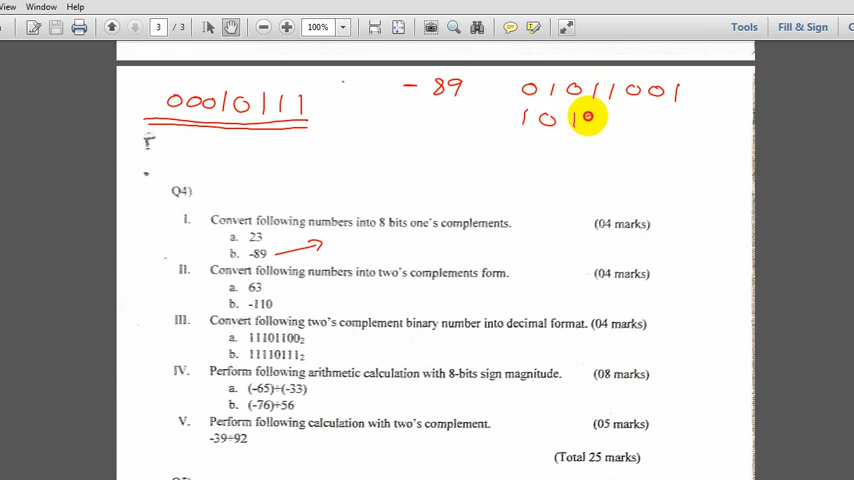 View Window Help
3 / 3 100% Tools Fill & Sign
00010111 - 89 01011001
1010
Q4)
I. Convert following numbers into 8 bits one's complements. (04 marks)
a. 23
b. -89
II. Convert following numbers into two's complements form. (04 marks)
a. 63
b. -110
III. Convert following two's complement binary number into decimal format. (04 marks)
a. 11101100₂
b. 11110111₂
IV. Perform following arithmetic calculation with 8-bits sign magnitude. (08 marks)
a. (-65)÷(-33)
b. (-76)÷56
V. Perform following calculation with two's complement. (05 marks)
-39÷92
(Total 25 marks)